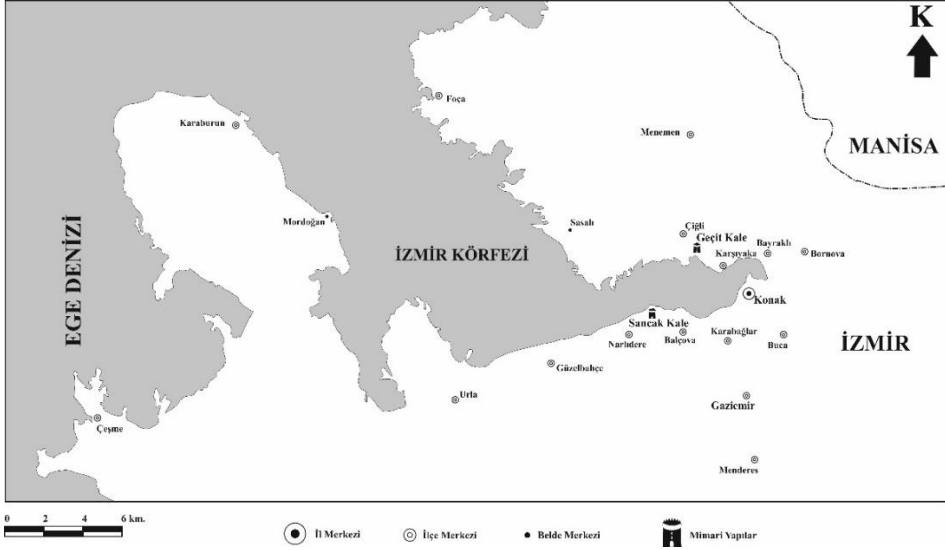 K
Foça
Karaburun
Menemen
MANİSA
Mordoğan
Sasalı
Çiğli
Geçit Kale
Bayraklı
Karşıyaka
Bornova
EGE DENİZİ
İZMİR KÖRFEZİ
Konak
Sancak Kale
Narlıdere
Balçova
Karabağlar
Buca
İZMİR
Güzelbahçe
Urla
Gaziemir
Çeşme
Menderes
0 2 4 6 km.
İl Merkezi
İlçe Merkezi
Belde Merkezi
Mimari Yapılar